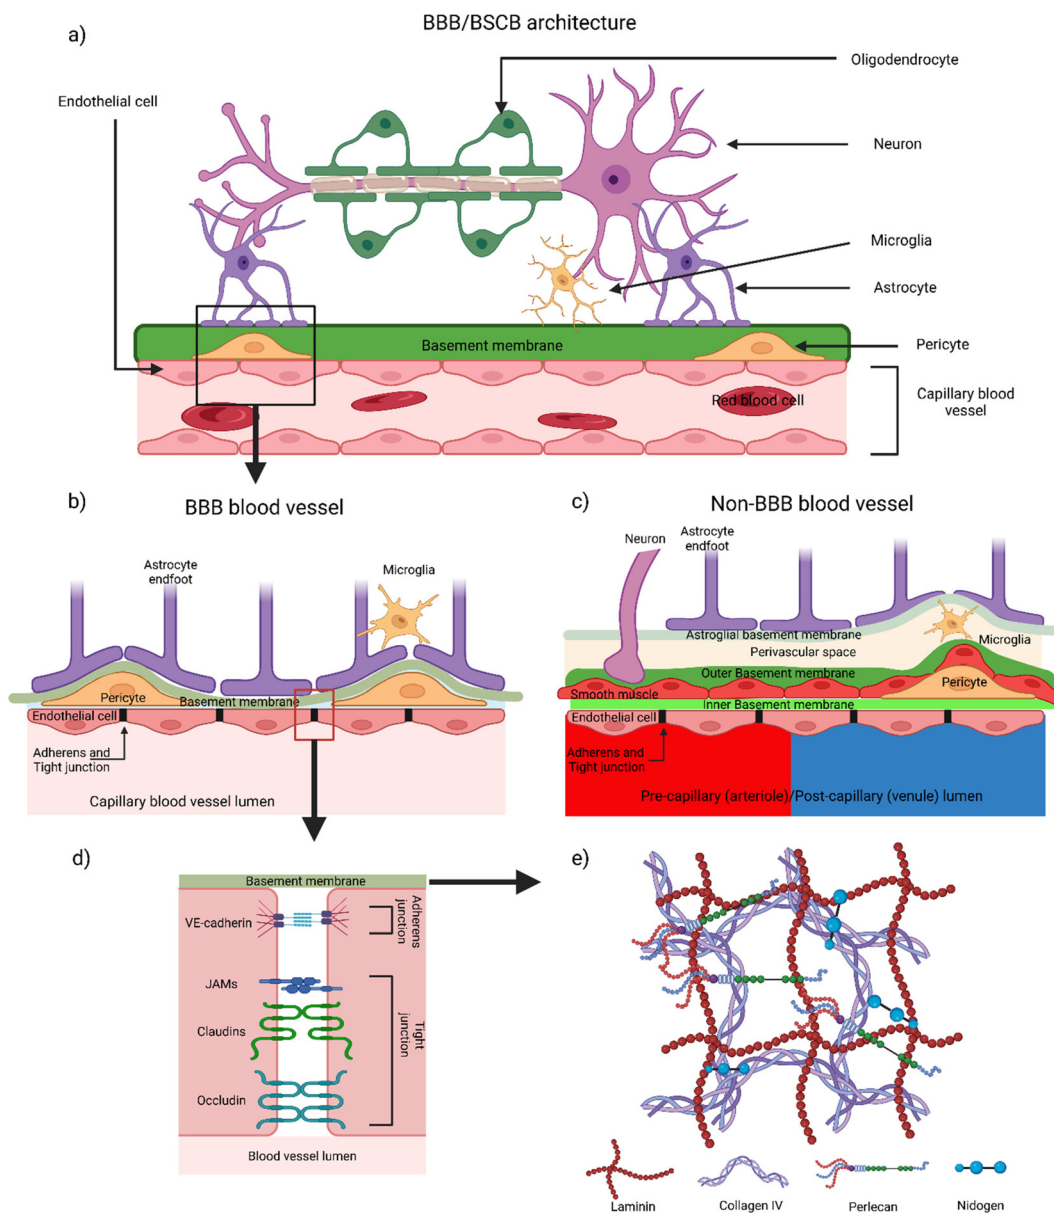 BBB/BSCB architecture
a)
Oligodendrocyte
Endothelial cell
Neuron
Microglia
Astrocyte
Basement membrane
Pericyte
Red blood cell
Capillary blood
vessel
b)
BBB blood vessel
Astrocyte
endfoot
Microglia
Pericyte
Basement membrane
Endothelial cell
Adherens and
Tight junction
Capillary blood vessel lumen
c)
Non-BBB blood vessel
Neuron
Astrocyte
endfoot
Astroglial basement membrane
Microglia
Perivascular space
Outer Basement membrane
Pericyte
Smooth muscle
Inner Basement membrane
Endothelial cell
Adherens and
Tight junction
Pre-capillary (arteriole)/Post-capillary (venule) lumen
d)
Basement membrane
VE-cadherin
Adherens
junction
JAMs
Claudins
Tight
junction
Occludin
Blood vessel lumen
e)
Laminin
Collagen IV
Perlecan
Nidogen